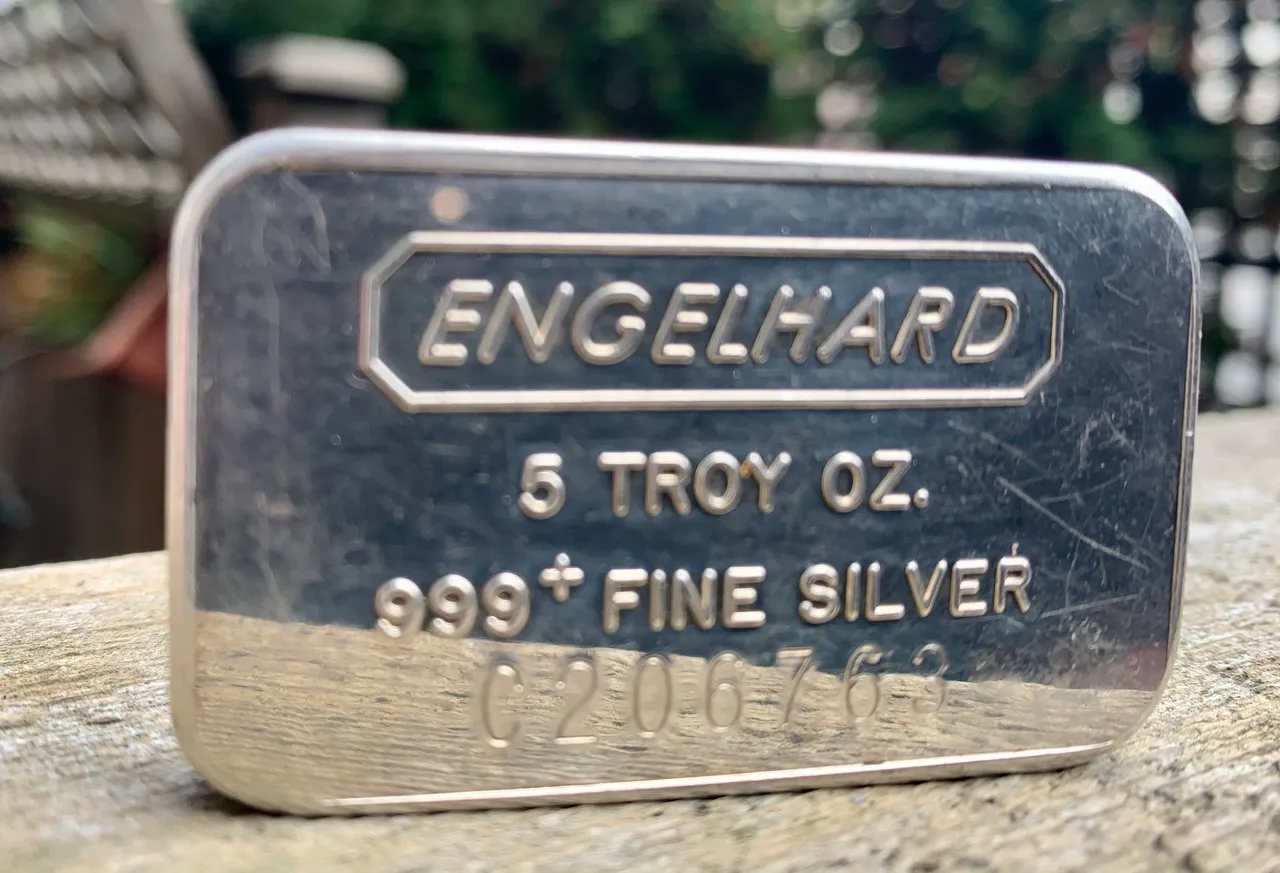 ENGELHARD
5 TROY OZ.
999+ FINE SILVER
C206763